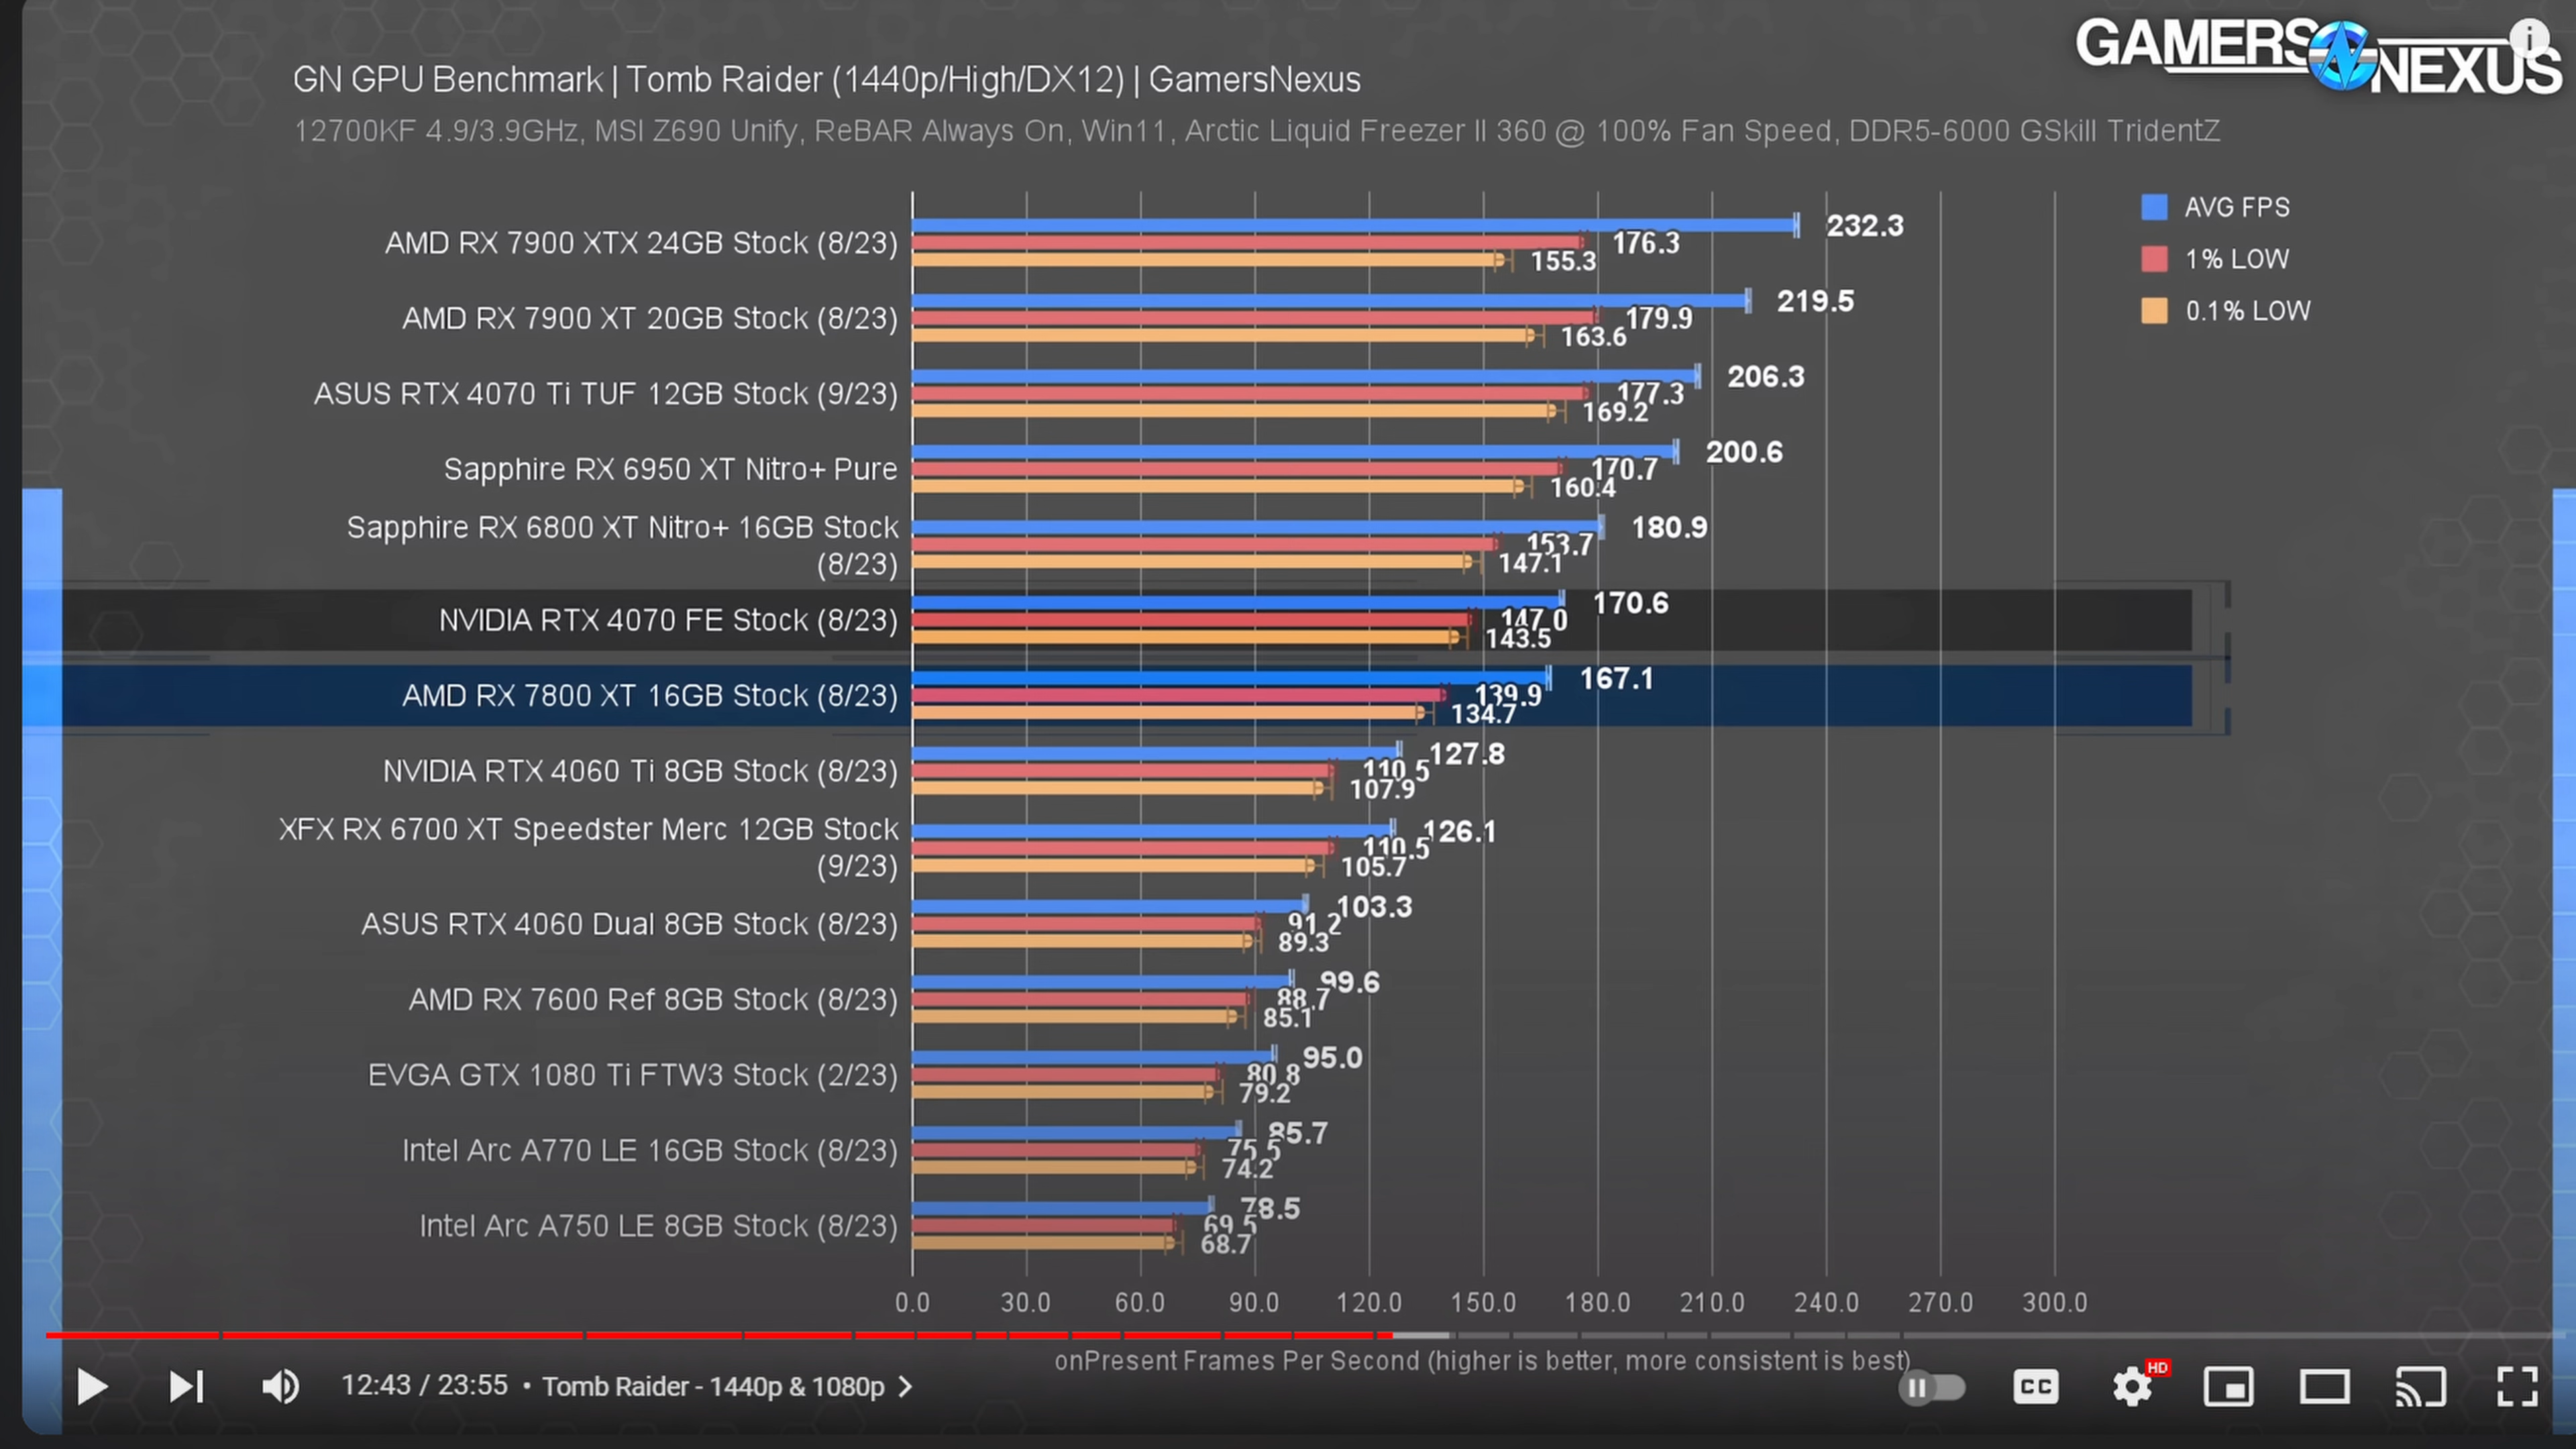 GAMERS NEXUS
GN GPU Benchmark | Tomb Raider (1440p/High/DX12) | GamersNexus
12700KF 4.9/3.9GHz, MSI Z690 Unify, ReBAR Always On, Win11, Arctic Liquid Freezer II 360 @ 100% Fan Speed, DDR5-6000 GSkill TridentZ
AVG FPS
1% LOW
0.1% LOW
AMD RX 7900 XTX 24GB Stock (8/23)
232.3
176.3
155.3
AMD RX 7900 XT 20GB Stock (8/23)
219.5
179.9
163.6
ASUS RTX 4070 Ti TUF 12GB Stock (9/23)
206.3
177.3
169.2
Sapphire RX 6950 XT Nitro+ Pure
200.6
170.7
160.4
Sapphire RX 6800 XT Nitro+ 16GB Stock
(8/23)
180.9
153.7
147.1
NVIDIA RTX 4070 FE Stock (8/23)
170.6
147.0
143.5
AMD RX 7800 XT 16GB Stock (8/23)
167.1
139.9
134.7
NVIDIA RTX 4060 Ti 8GB Stock (8/23)
127.8
110.5
107.9
XFX RX 6700 XT Speedster Merc 12GB Stock
(9/23)
126.1
110.5
105.7
ASUS RTX 4060 Dual 8GB Stock (8/23)
103.3
91.2
89.3
AMD RX 7600 Ref 8GB Stock (8/23)
99.6
88.7
85.1
EVGA GTX 1080 Ti FTW3 Stock (2/23)
95.0
80.8
79.2
Intel Arc A770 LE 16GB Stock (8/23)
85.7
75.5
74.2
Intel Arc A750 LE 8GB Stock (8/23)
78.5
69.5
68.7
0.0 30.0 60.0 90.0 120.0 150.0 180.0 210.0 240.0 270.0 300.0
onPresent Frames Per Second (higher is better, more consistent is best)
12:43 / 23:55 • Tomb Raider - 1440p & 1080p
CC
HD